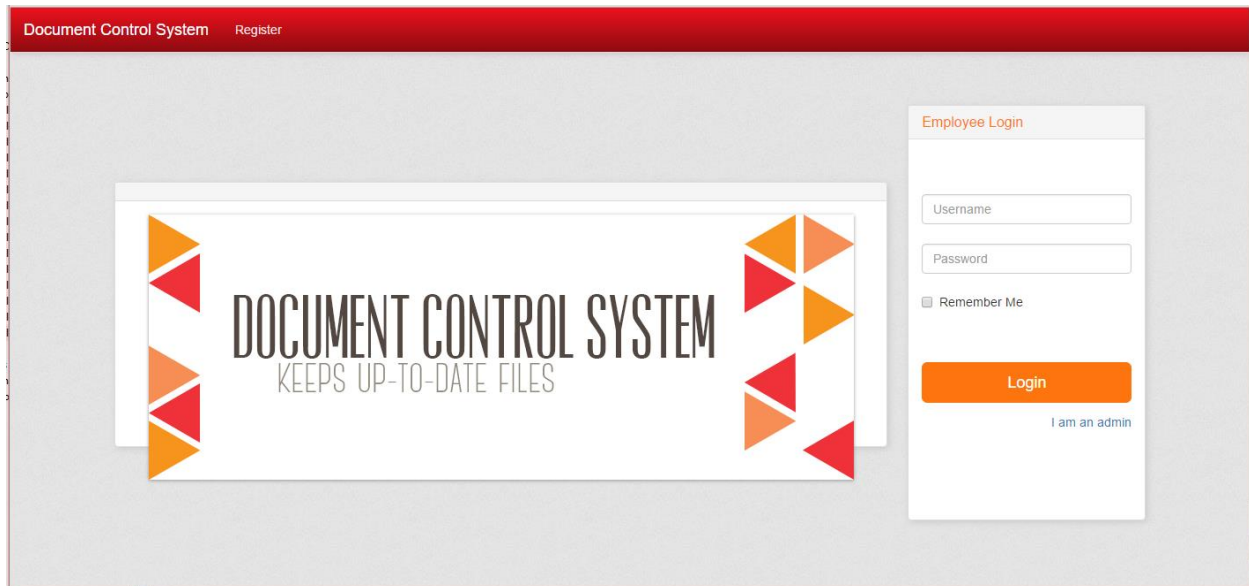 Document Control System Register
Employee Login
Username
Password
Remember Me
Login
I am an admin
DOCUMENT CONTROL SYSTEM
KEEPS UP-TO-DATE FILES